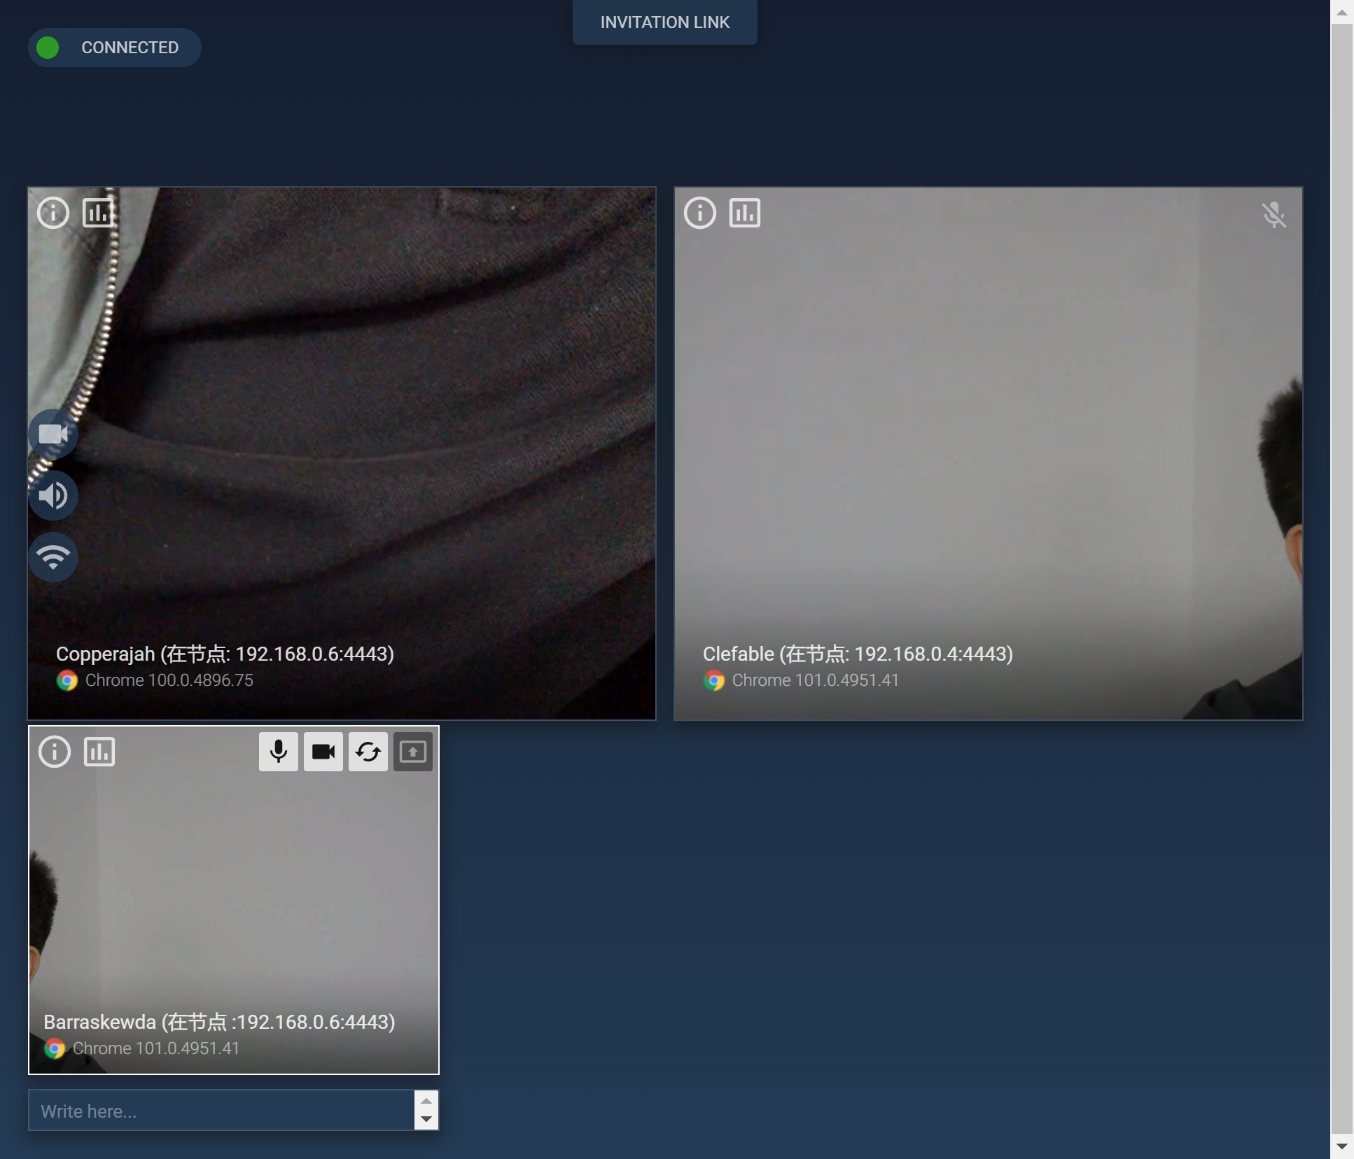 INVITATION LINK
CONNECTED
Copperajah (在节点: 192.168.0.6:4443)
Chrome 100.0.4896.75
Clefable (在节点: 192.168.0.4:4443)
Chrome 101.0.4951.41
Barraskewda (在节点 :192.168.0.6:4443)
Chrome 101.0.4951.41
Write here...